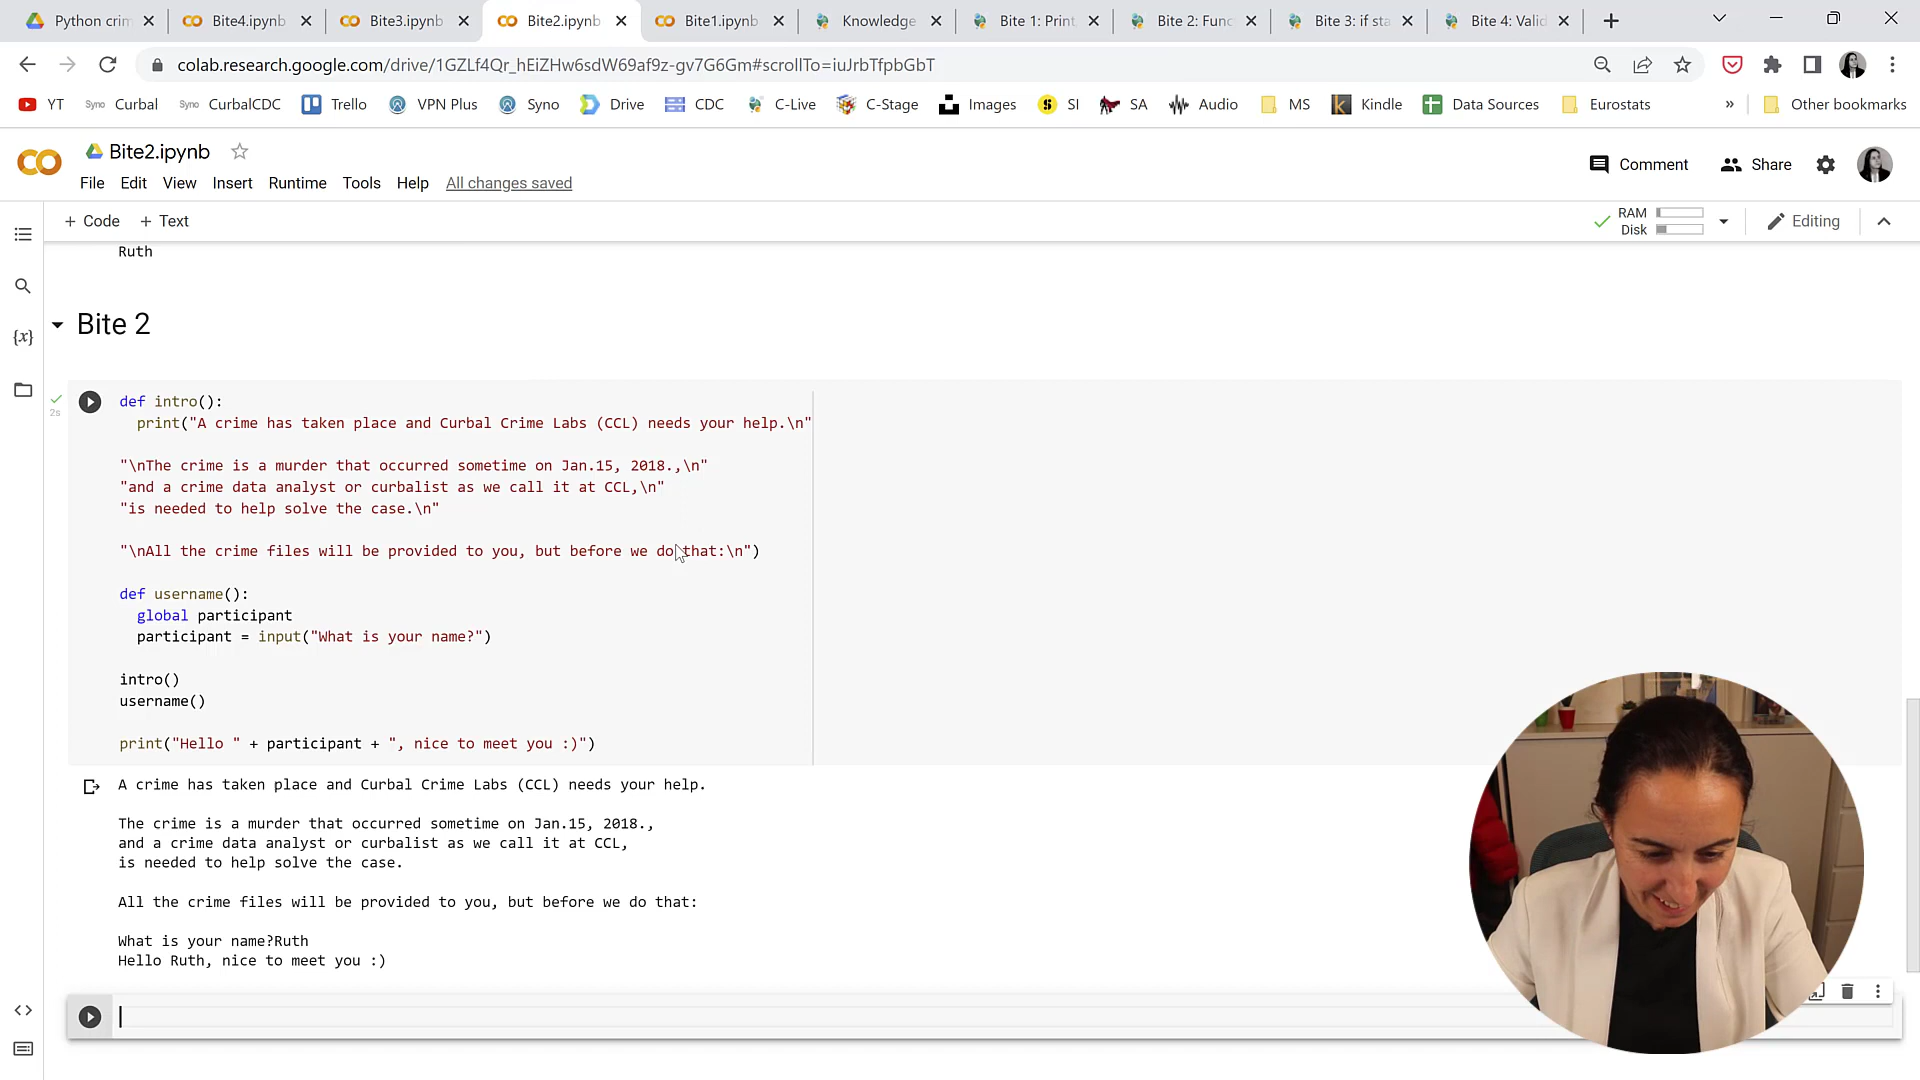 Python crim
Bite4.ipynb
Bite3.ipynb
Bite2.ipynb
Bite1.ipynb
Knowledge
Bite 1: Print
Bite 2: Func
Bite 3: if sta
Bite 4: Valid
colab.research.google.com/drive/1GZLf4Qr_hEiZHw6sdW69af9z-gv7G6Gm#scrollTo=iuJrbTfpbGbT
YT
Syno Curbal
Syno CurbalCDC
Trello
VPN Plus
Syno
Drive
CDC
C-Live
C-Stage
Images
SI
SA
Audio
MS
Kindle
Data Sources
Eurostats
»
Other bookmarks
CO
Bite2.ipynb
Comment
Share
File Edit View Insert Runtime Tools Help All changes saved
+ Code + Text
RAM
Disk
Editing
Ruth
{x}
Bite 2
2s
def intro():
print("A crime has taken place and Curbal Crime Labs (CCL) needs your help.\n"
"\nThe crime is a murder that occurred sometime on Jan.15, 2018.,\n"
"and a crime data analyst or curbalist as we call it at CCL,\n"
"is needed to help solve the case.\n"
"\nAll the crime files will be provided to you, but before we do that:\n")
def username():
global participant
participant = input("What is your name?")
intro()
username()
print("Hello " + participant + ", nice to meet you :)")
A crime has taken place and Curbal Crime Labs (CCL) needs your help.
The crime is a murder that occurred sometime on Jan.15, 2018.,
and a crime data analyst or curbalist as we call it at CCL,
is needed to help solve the case.
All the crime files will be provided to you, but before we do that:
What is your name?Ruth
Hello Ruth, nice to meet you :)
<>